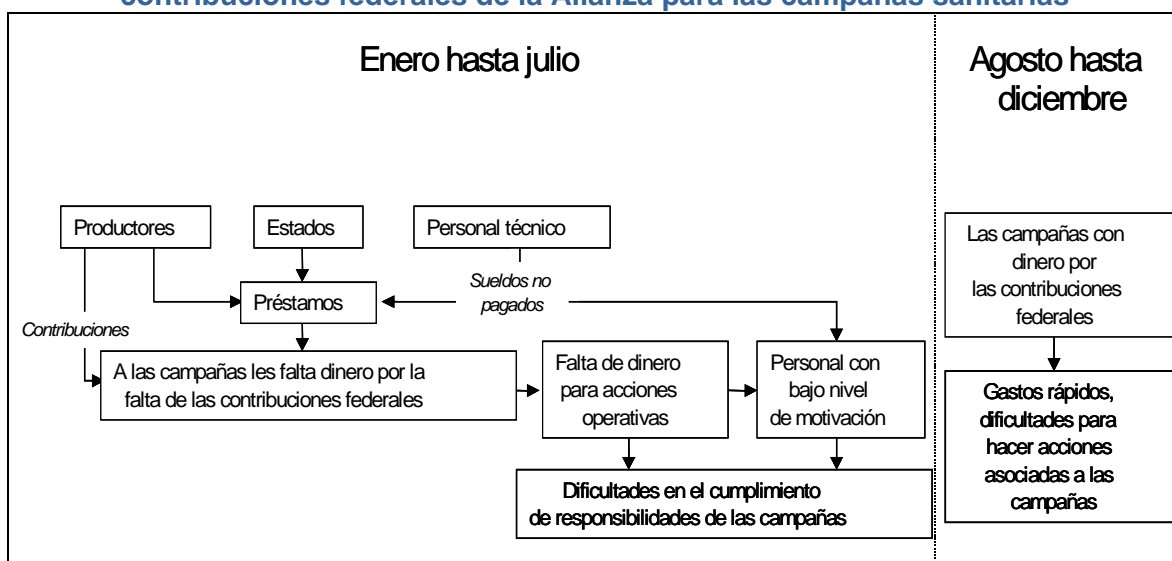 contribuciones federales de la Alianza para las campañas sanitarias
Enero hasta julio
Agosto hasta
diciembre
Productores
Estados
Personal técnico
Préstamos
Sueldos no
pagados
Contribuciones
A las campañas les falta dinero por la
falta de las contribuciones federales
Falta de dinero
para acciones
operativas
Personal con
bajo nivel
de motivación
Dificultades en el cumplimiento
de responsibilidades de las campañas
Las campañas con
dinero por
las contribuciones
federales
Gastos rápidos,
dificultades para
hacer acciones
asociadas a las
campañas